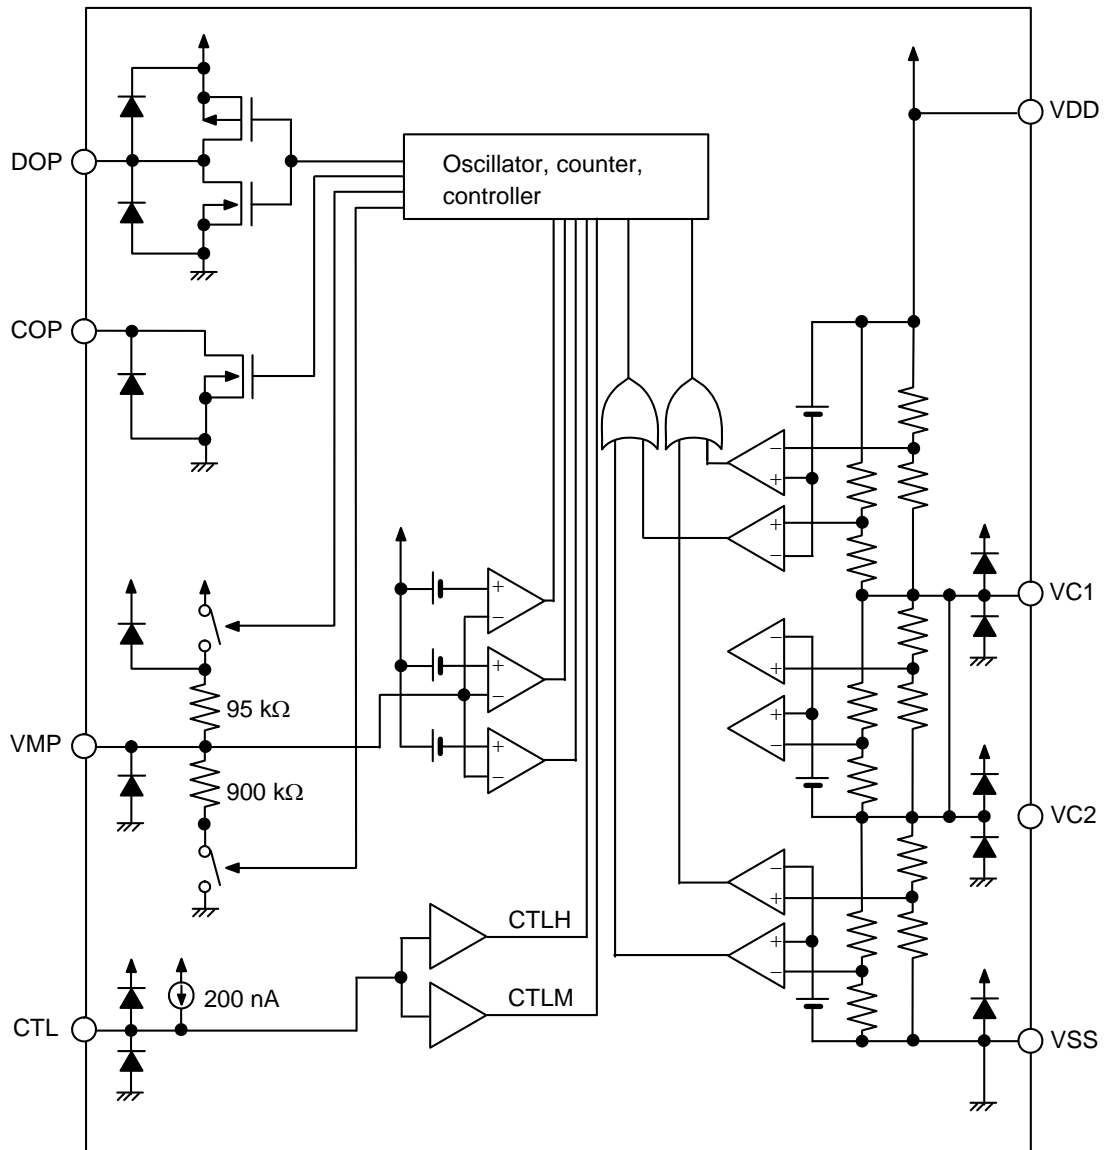 VDD
DOP
Oscillator, counter,
controller
COP
−
+
+
−
+
−
VC1
−
+
+
−
95 kΩ
+
−
VMP
+
−
900 kΩ
VC2
−
+
CTLH
+
−
200 nA
CTLM
CTL
VSS